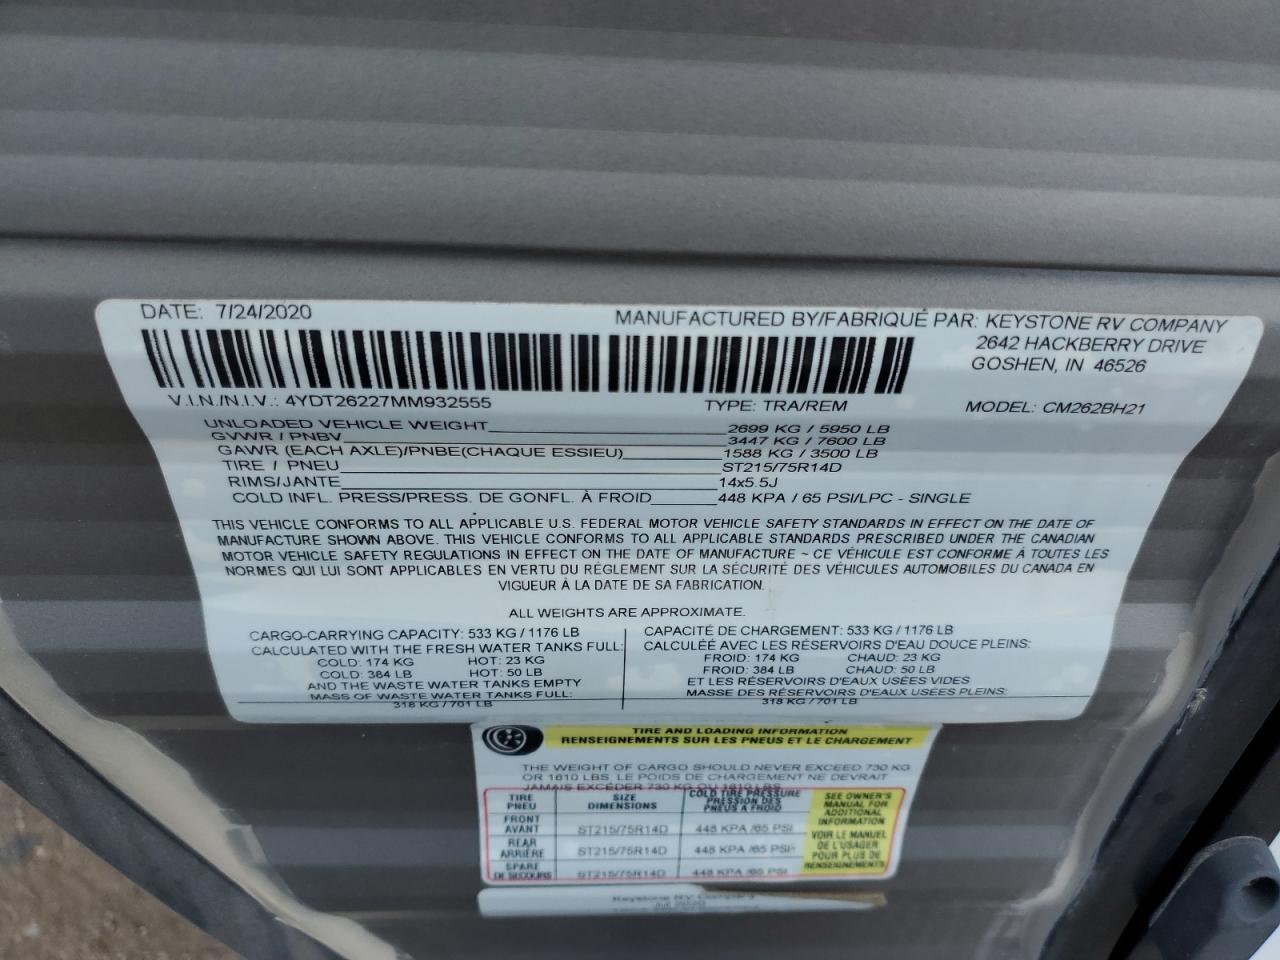 DATE: 7/24/2020
MANUFACTURED BY/FABRIQUÉ PAR: KEYSTONE RV COMPANY
2642 HACKBERRY DRIVE
GOSHEN, IN 46526
V.I.N./N.I.V.: 4YDT26227MM932555 TYPE: TRA/REM MODEL: CM262BH21
UNLOADED VEHICLE WEIGHT 2699 KG / 5950 LB
GVWR / PNBV 3447 KG / 7600 LB
GAWR (EACH AXLE)/PNBE(CHAQUE ESSIEU) 1588 KG / 3500 LB
TIRE / PNEU ST215/75R14D
RIMS/JANTE 14x5.5J
COLD INFL. PRESS/PRESS. DE GONFL. À FROID 448 KPA / 65 PSI/LPC - SINGLE
THIS VEHICLE CONFORMS TO ALL APPLICABLE U.S. FEDERAL MOTOR VEHICLE SAFETY STANDARDS IN EFFECT ON THE DATE OF
MANUFACTURE SHOWN ABOVE. THIS VEHICLE CONFORMS TO ALL APPLICABLE STANDARDS PRESCRIBED UNDER THE CANADIAN
MOTOR VEHICLE SAFETY REGULATIONS IN EFFECT ON THE DATE OF MANUFACTURE ~ CE VÉHICULE EST CONFORME À TOUTES LES
NORMES QUI LUI SONT APPLICABLES EN VERTU DU RÉGLEMENT SUR LA SÉCURITÉ DES VÉHICULES AUTOMOBILES DU CANADA EN
VIGUEUR À LA DATE DE SA FABRICATION.
ALL WEIGHTS ARE APPROXIMATE.
CARGO-CARRYING CAPACITY: 533 KG / 1176 LB
CALCULATED WITH THE FRESH WATER TANKS FULL:
COLD: 174 KG HOT: 23 KG
COLD: 384 LB HOT: 50 LB
AND THE WASTE WATER TANKS EMPTY
MASS OF WASTE WATER TANKS FULL:
318 KG / 701 LB
CAPACITÉ DE CHARGEMENT: 533 KG / 1176 LB
CALCULÉE AVEC LES RÉSERVOIRS D'EAU DOUCE PLEINS:
FROID: 174 KG CHAUD: 23 KG
FROID: 384 LB CHAUD: 50 LB
ET LES RÉSERVOIRS D'EAUX USÉES VIDES
MASSE DES RÉSERVOIRS D'EAUX USÉES PLEINS:
318 KG / 701 LB
TIRE AND LOADING INFORMATION
RENSEIGNEMENTS SUR LES PNEUS ET LE CHARGEMENT
THE WEIGHT OF CARGO SHOULD NEVER EXCEED 730 KG
OR 1610 LBS. LE POIDS DE CHARGEMENT NE DEVRAIT
JAMAIS EXCÉDER 730 KG OU 1610 LBS.
TIRE
PNEU
SIZE
DIMENSIONS
COLD TIRE PRESSURE
PRESSION DES
PNEUS A FROID
FRONT
AVANT
ST215/75R14D 448 KPA /65 PSI
REAR
ARRIÈRE
ST215/75R14D 448 KPA /65 PSI
SPARE
DE SECOURS
ST215/75R14D 448 KPA /65 PSI
SEE OWNER'S
MANUAL FOR
ADDITIONAL
INFORMATION
VOIR LE MANUEL
DE L'USAGER
POUR PLUS DE
RENSEIGNEMENTS
Keystone RV Company
Jul 2020